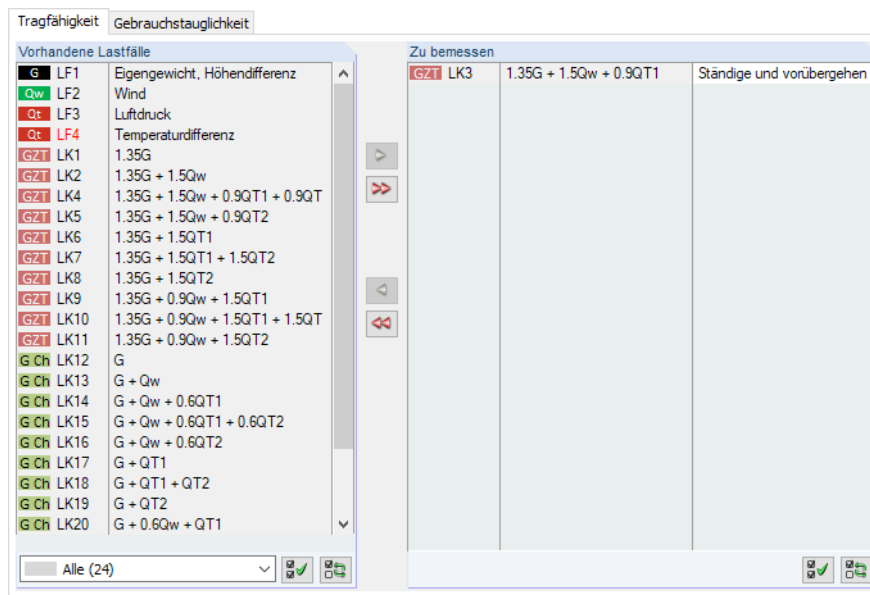 Tragfähigkeit Gebrauchstauglichkeit
Vorhandene Lastfälle Zu bemessen
G LF1 Eigengewicht, Höhendifferenz GZT LK3 1.35G + 1.5Qw + 0.9QT1 Ständige und vorübergehen
Qw LF2 Wind
Qt LF3 Luftdruck
Qt LF4 Temperaturdifferenz
GZT LK1 1.35G
GZT LK2 1.35G + 1.5Qw
GZT LK4 1.35G + 1.5Qw + 0.9QT1 + 0.9QT
GZT LK5 1.35G + 1.5Qw + 0.9QT2
GZT LK6 1.35G + 1.5QT1
GZT LK7 1.35G + 1.5QT1 + 1.5QT2
GZT LK8 1.35G + 1.5QT2
GZT LK9 1.35G + 0.9Qw + 1.5QT1
GZT LK10 1.35G + 0.9Qw + 1.5QT1 + 1.5QT
GZT LK11 1.35G + 0.9Qw + 1.5QT2
G Ch LK12 G
G Ch LK13 G + Qw
G Ch LK14 G + Qw + 0.6QT1
G Ch LK15 G + Qw + 0.6QT1 + 0.6QT2
G Ch LK16 G + Qw + 0.6QT2
G Ch LK17 G + QT1
G Ch LK18 G + QT1 + QT2
G Ch LK19 G + QT2
G Ch LK20 G + 0.6Qw + QT1
Alle (24)